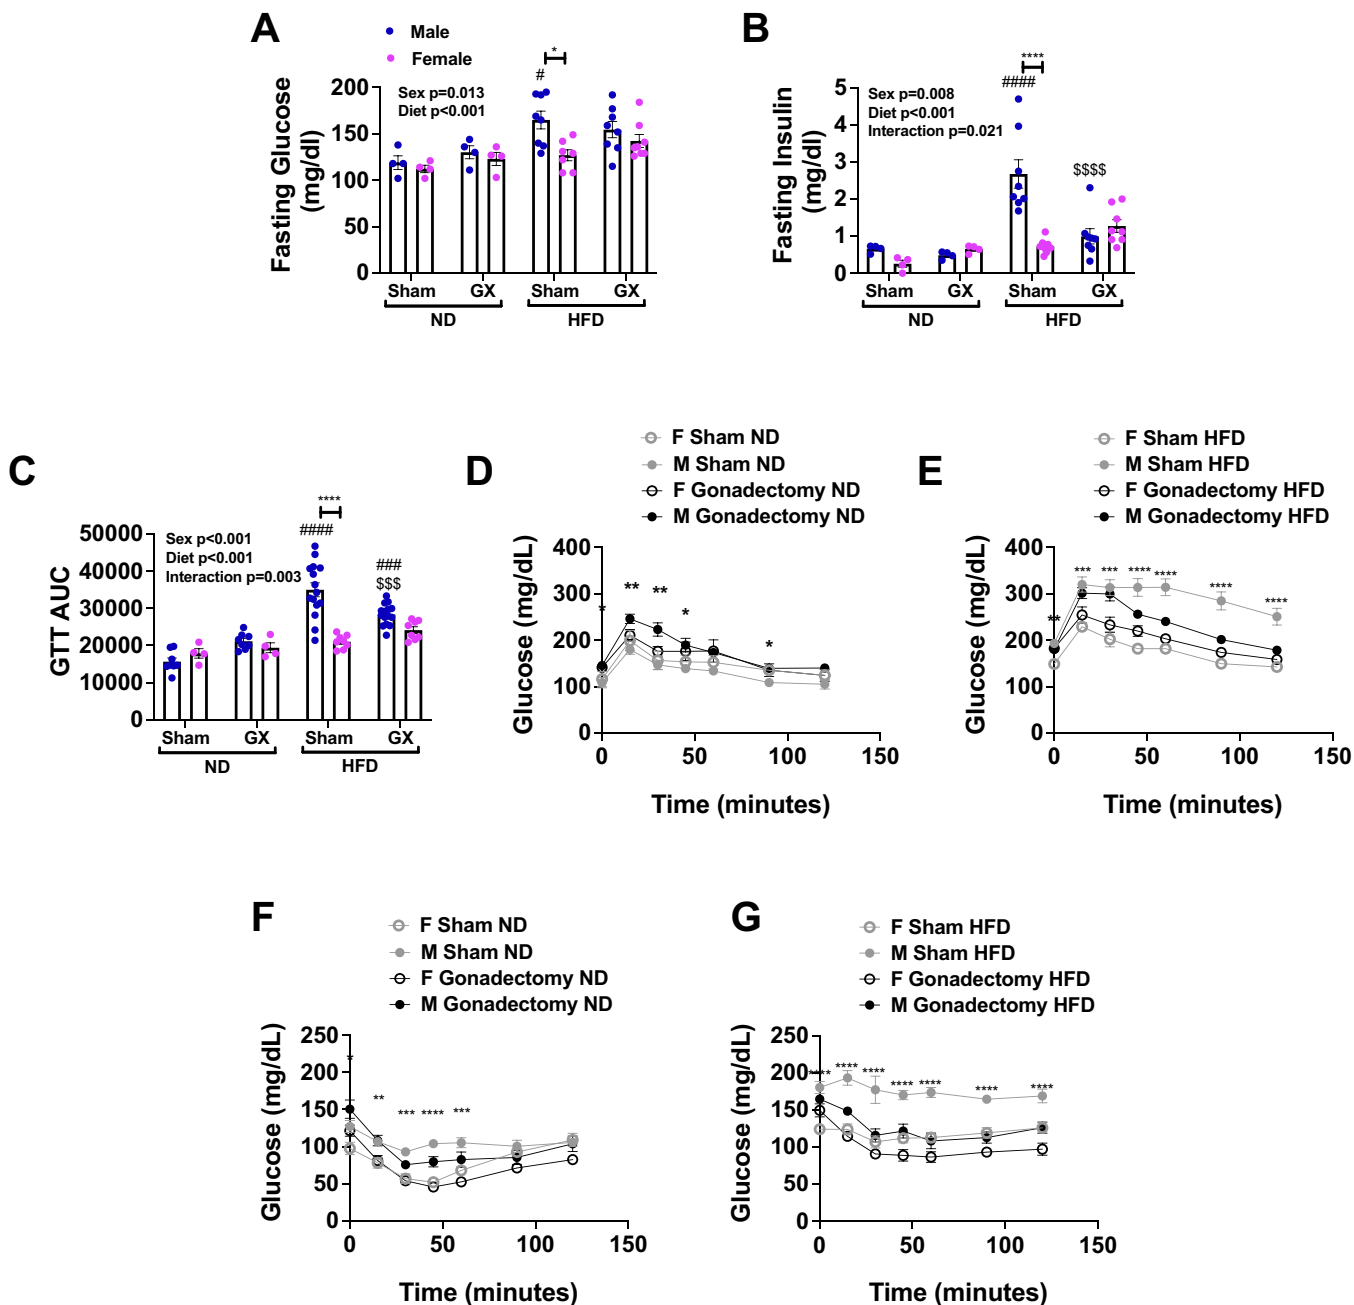 A
Male
Female
*
#
Fasting Glucose
(mg/dl)
200
150
100
50
0
Sex p=0.013
Diet p<0.001
Sham
GX
Sham
GX
ND
HFD
B
****
####
$$$$
Fasting Insulin
(mg/dl)
5
4
3
2
1
0
Sex p=0.008
Diet p<0.001
Interaction p=0.021
Sham
GX
Sham
GX
ND
HFD
C
****
####
###
$$$
GTT AUC
50000
40000
30000
20000
10000
0
Sex p<0.001
Diet p<0.001
Interaction p=0.003
Sham
GX
Sham
GX
ND
HFD
D
F Sham ND
M Sham ND
F Gonadectomy ND
M Gonadectomy ND
Glucose (mg/dL)
400
300
200
100
0
*
**
**
*
*
0
50
100
150
Time (minutes)
E
F Sham HFD
M Sham HFD
F Gonadectomy HFD
M Gonadectomy HFD
Glucose (mg/dL)
400
300
200
100
0
**
***
***
****
****
****
****
0
50
100
150
Time (minutes)
F
F Sham ND
M Sham ND
F Gonadectomy ND
M Gonadectomy ND
Glucose (mg/dL)
250
200
150
100
50
0
*
**
***
****
***
0
50
100
150
Time (minutes)
G
F Sham HFD
M Sham HFD
F Gonadectomy HFD
M Gonadectomy HFD
Glucose (mg/dL)
250
200
150
100
50
0
****
****
****
****
****
****
****
0
50
100
150
Time (minutes)